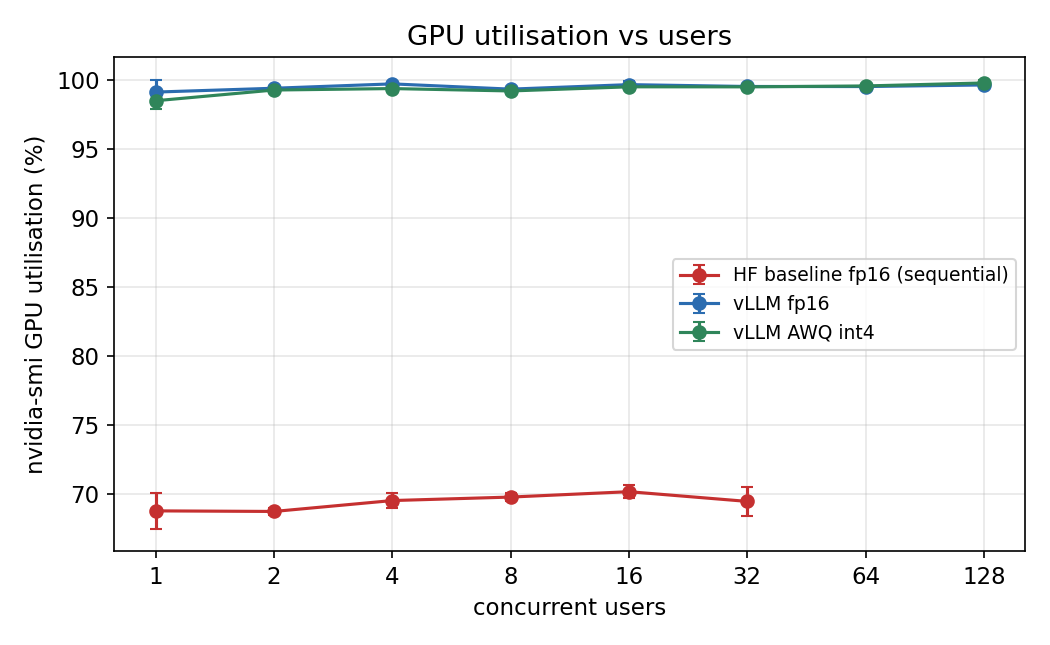 GPU utilisation vs users
nvidia-smi GPU utilisation (%)
100
95
90
85
80
75
70
HF baseline fp16 (sequential)
vLLM fp16
vLLM AWQ int4
1 2 4 8 16 32 64 128
concurrent users